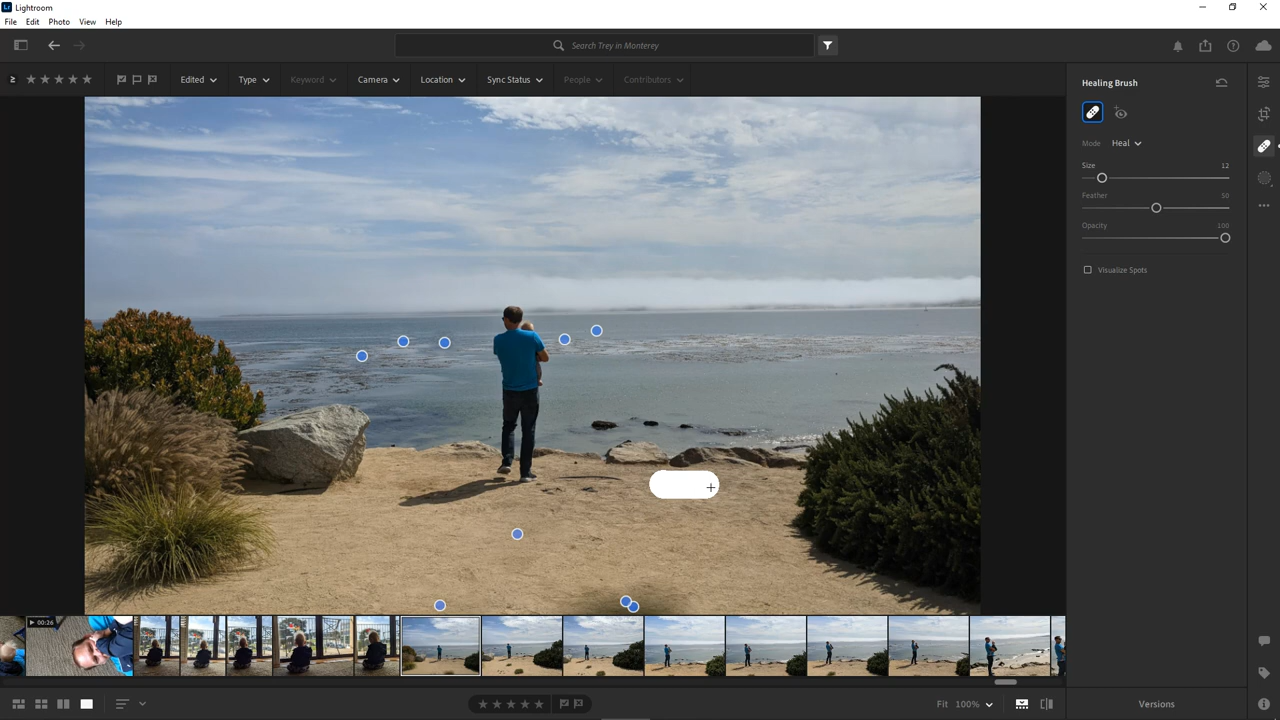 Lr Lightroom
File Edit Photo View Help
Search Trey in Monterey
≥ Edited Type Keyword Camera Location Sync Status People Contributors
Healing Brush
Mode Heal
Size 12
Feather 50
Opacity 100
Visualize Spots
00:26
Fit 100%
Versions